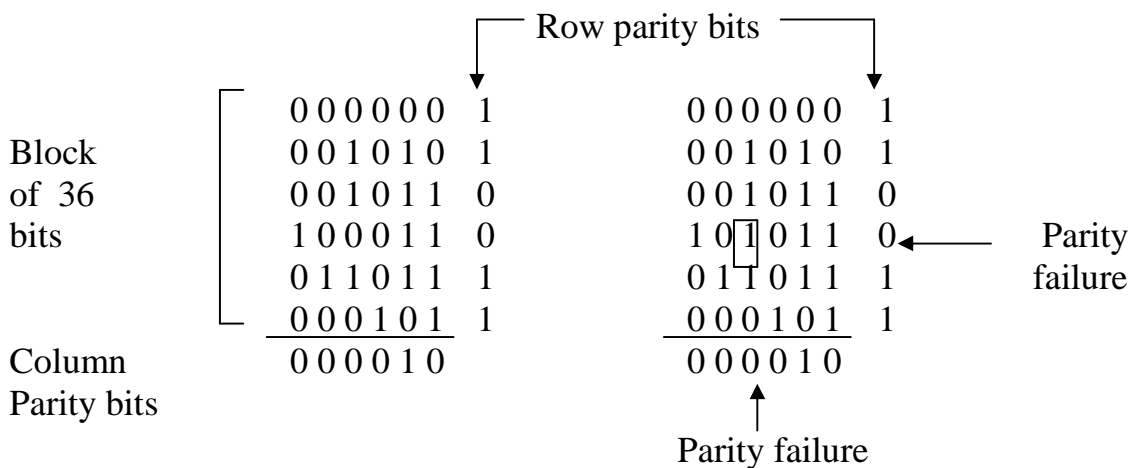 Row parity bits
0 0 0 0 0 0 1 0 0 0 0 0 0 1
Block 0 0 1 0 1 0 1 0 0 1 0 1 0 1
of 36 0 0 1 0 1 1 0 0 0 1 0 1 1 0
bits 1 0 0 0 1 1 0 1 0 1 0 1 1 0 Parity
0 1 1 0 1 1 1 0 1 1 0 1 1 1 failure
0 0 0 1 0 1 1 0 0 0 1 0 1 1
Column 0 0 0 0 1 0 0 0 0 0 1 0
Parity bits
Parity failure